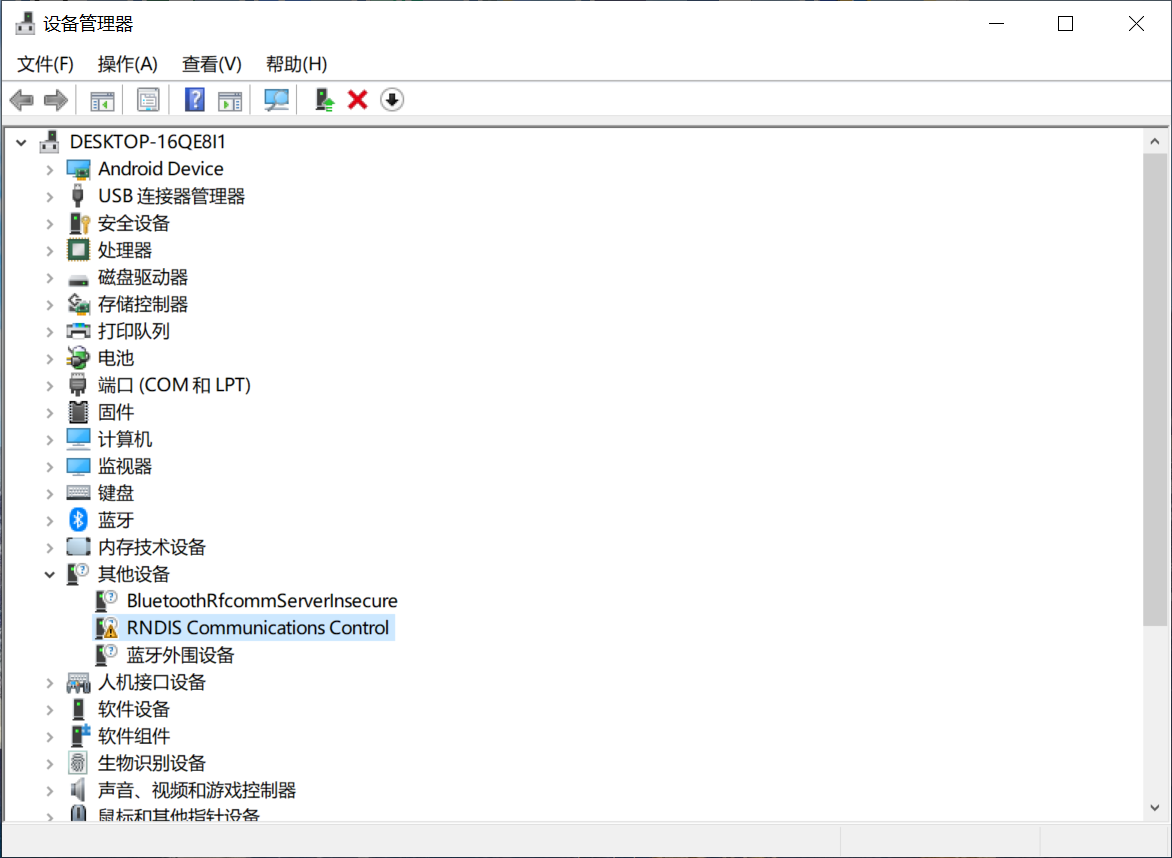 设备管理器
文件(F) 操作(A) 查看(V) 帮助(H)
DESKTOP-16QE8I1
Android Device
USB 连接器管理器
安全设备
处理器
磁盘驱动器
存储控制器
打印队列
电池
端口 (COM 和 LPT)
固件
计算机
监视器
键盘
蓝牙
内存技术设备
其他设备
BluetoothRfcommServerInsecure
RNDIS Communications Control
蓝牙外围设备
人机接口设备
软件设备
软件组件
生物识别设备
声音、视频和游戏控制器
鼠标和其他指针设备